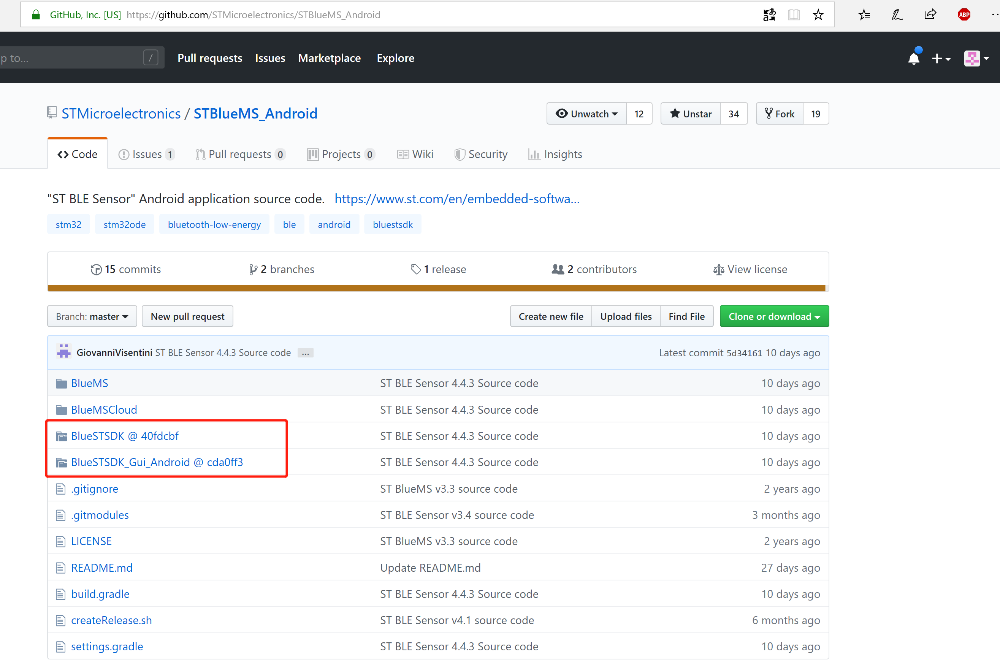 GitHub, Inc. [US] https://github.com/STMicroelectronics/STBlueMS_Android
ABP
p to... / Pull requests Issues Marketplace Explore
STMicroelectronics / STBlueMS_Android Unwatch 12 Unstar 34 Fork 19
Code Issues 1 Pull requests 0 Projects 0 Wiki Security Insights
"ST BLE Sensor" Android application source code. https://www.st.com/en/embedded-softwa...
stm32 stm32ode bluetooth-low-energy ble android bluestsdk
15 commits 2 branches 1 release 2 contributors View license
Branch: master New pull request Create new file Upload files Find File Clone or download
GiovanniVisentini ST BLE Sensor 4.4.3 Source code ... Latest commit 5d34161 10 days ago
BlueMS ST BLE Sensor 4.4.3 Source code 10 days ago
BlueMSCloud ST BLE Sensor 4.4.3 Source code 10 days ago
BlueSTSDK @ 40fdcbf ST BLE Sensor 4.4.3 Source code 10 days ago
BlueSTSDK_Gui_Android @ cda0ff3 ST BLE Sensor 4.4.3 Source code 10 days ago
.gitignore ST BlueMS v3.3 source code 2 years ago
.gitmodules ST BLE Sensor v3.4 source code 3 months ago
LICENSE ST BlueMS v3.3 source code 2 years ago
README.md Update README.md 27 days ago
build.gradle ST BLE Sensor 4.4.3 Source code 10 days ago
createRelease.sh ST BLE Sensor v4.1 source code 6 months ago
settings.gradle ST BLE Sensor 4.4.3 Source code 10 days ago